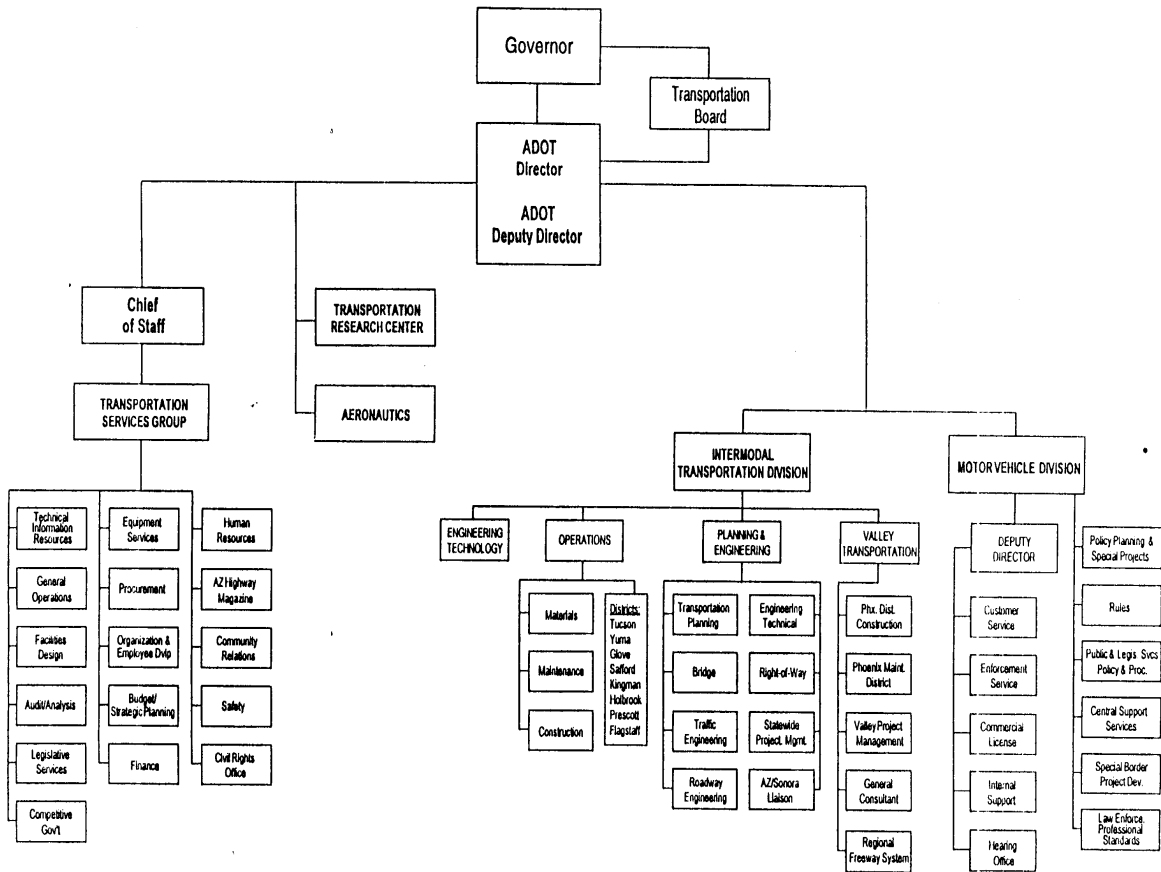 Governor
Transportation
Board
ADOT
Director
ADOT
Deputy Director
Chief
of Staff
TRANSPORTATION
RESEARCH CENTER
TRANSPORTATION
SERVICES GROUP
AERONAUTICS
Technical
Information
Resources
Equipment
Services
Human
Resources
General
Operations
Procurement
AZ Highway
Magazine
Facilities
Design
Organization &
Employee Dvlp
Community
Relations
Audit/Analysis
Budget/
Strategic Planning
Safety
Legislative
Services
Finance
Civil Rights
Office
Competitive
Gov't
INTERMODAL
TRANSPORTATION DIVISION
MOTOR VEHICLE DIVISION
ENGINEERING
TECHNOLOGY
OPERATIONS
PLANNING &
ENGINEERING
VALLEY
TRANSPORTATION
Materials
Maintenance
Construction
Districts:
Tucson
Yuma
Glove
Safford
Kingman
Holbrook
Prescott
Flagstaff
Transportation
Planning
Engineering
Technical
Bridge
Right-of-Way
Traffic
Engineering
Statewide
Project. Mgmt.
Roadway
Engineering
AZ/Sonora
Liaison
Phx. Dist.
Construction
Phoenix Maint.
District
Valley Project
Management
General
Consultant
Regional
Freeway System
DEPUTY
DIRECTOR
Customer
Service
Enforcement
Service
Commercial
License
Internal
Support
Hearing
Office
Policy Planning &
Special Projects
Rules
Public & Legis. Svcs
Policy & Proc.
Central Support
Services
Special Border
Project Dev.
Law Enforce.
Professional
Standards